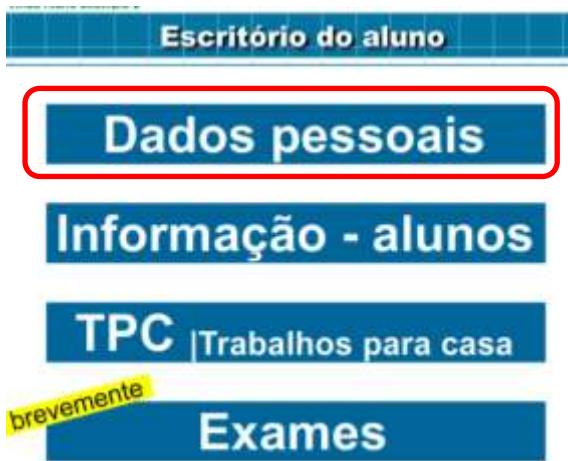 Escritório do aluno
Dados pessoais
Informação - alunos
TPC |Trabalhos para casa
brevemente
Exames